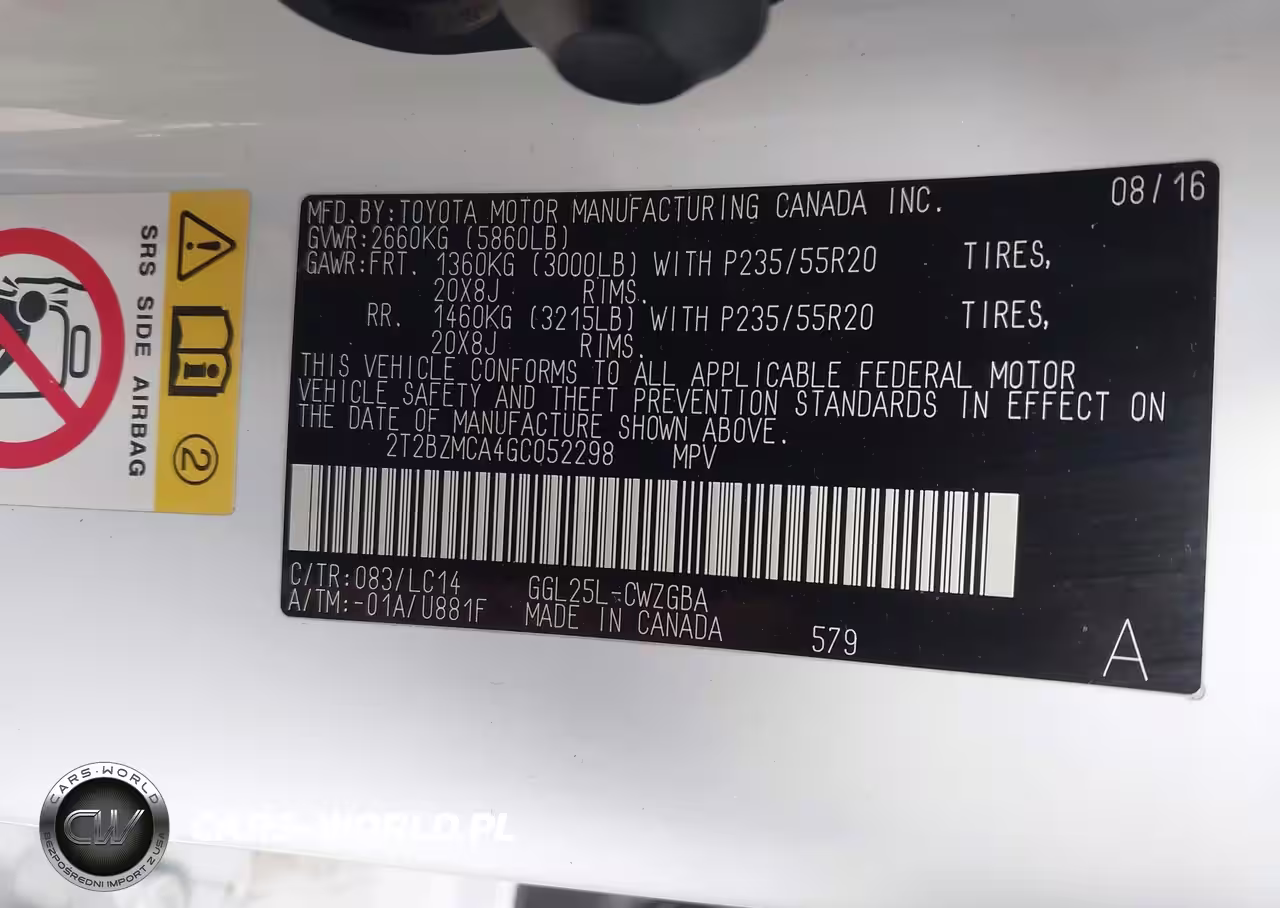 MFD. BY: TOYOTA MOTOR MANUFACTURING CANADA INC. 08/16
GVWR: 2660KG (5860LB)
GAWR: FRT. 1360KG (3000LB) WITH P235/55R20 TIRES,
20X8J RIMS.
RR. 1460KG (3215LB) WITH P235/55R20 TIRES,
20X8J RIMS.
THIS VEHICLE CONFORMS TO ALL APPLICABLE FEDERAL MOTOR
VEHICLE SAFETY AND THEFT PREVENTION STANDARDS IN EFFECT ON
THE DATE OF MANUFACTURE SHOWN ABOVE.
2T2BZMCA4GC052298 MPV
C/TR: 083/LC14 GGL25L-CWZGBA
A/TM: -01A/U881F MADE IN CANADA
579
A
SRS SIDE AIRBAG
2
CARS-WORLD
CW
BEZPOŚREDNI IMPORT Z USA
CARS-WORLD.PL